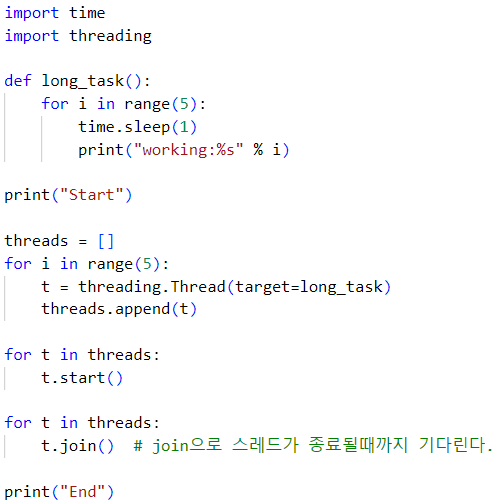 import time
import threading

def long_task():
    for i in range(5):
        time.sleep(1)
        print("working:%s" % i)

print("Start")

threads = []
for i in range(5):
    t = threading.Thread(target=long_task)
    threads.append(t)

for t in threads:
    t.start()

for t in threads:
    t.join()  # join으로 스레드가 종료될때까지 기다린다.

print("End")